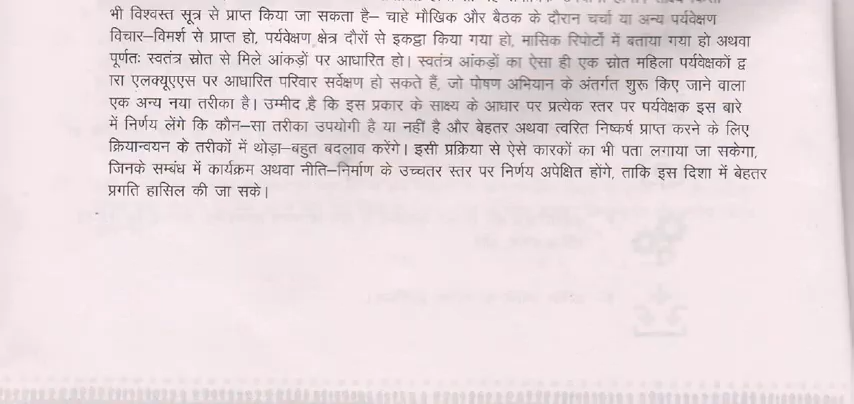 भी विश्वस्त सूत्र से प्राप्त किया जा सकता है– चाहे मौखिक और बैठक के दौरान चर्चा या अन्य पर्यवेक्षण
विचार–विमर्श से प्राप्त हो, पर्यवेक्षण क्षेत्र दौरों से इकट्ठा किया गया हो, मासिक रिपोर्टों में बताया गया हो अथवा
पूर्णतः स्वतंत्र स्रोत से मिले आंकड़ों पर आधारित हो। स्वतंत्र आंकड़ों का ऐसा ही एक स्रोत महिला पर्यवेक्षकों द्व
ारा एलक्यूएएस पर आधारित परिवार सर्वेक्षण हो सकते हैं, जो पोषण अभियान के अंतर्गत शुरू किए जाने वाला
एक अन्य नया तरीका है। उम्मीद है कि इस प्रकार के साक्ष्य के आधार पर प्रत्येक स्तर पर पर्यवेक्षक इस बारे
में निर्णय लेंगे कि कौन–सा तरीका उपयोगी है या नहीं है और बेहतर अथवा त्वरित निष्कर्ष प्राप्त करने के लिए
क्रियान्वयन के तरीकों में थोड़ा–बहुत बदलाव करेंगे। इसी प्रक्रिया से ऐसे कारकों का भी पता लगाया जा सकेगा,
जिनके सम्बंध में कार्यक्रम अथवा नीति–निर्माण के उच्चतर स्तर पर निर्णय अपेक्षित होंगे, ताकि इस दिशा में बेहतर
प्रगति हासिल की जा सके।